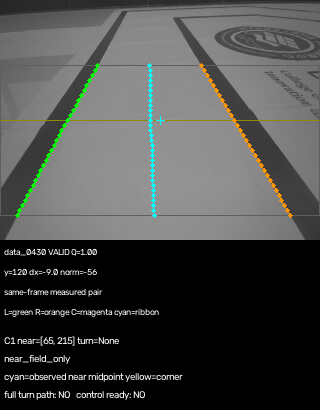 College o
innovation a
data_0430 VALID Q=1.00
y=120 dx=-9.0 norm=-56
same-frame measured pair
L=green R=orange C=magenta cyan=ribbon
C1 near=[65, 215] turn=None
near_field_only
cyan=observed near midpoint yellow=corner
full turn path: NO control ready: NO